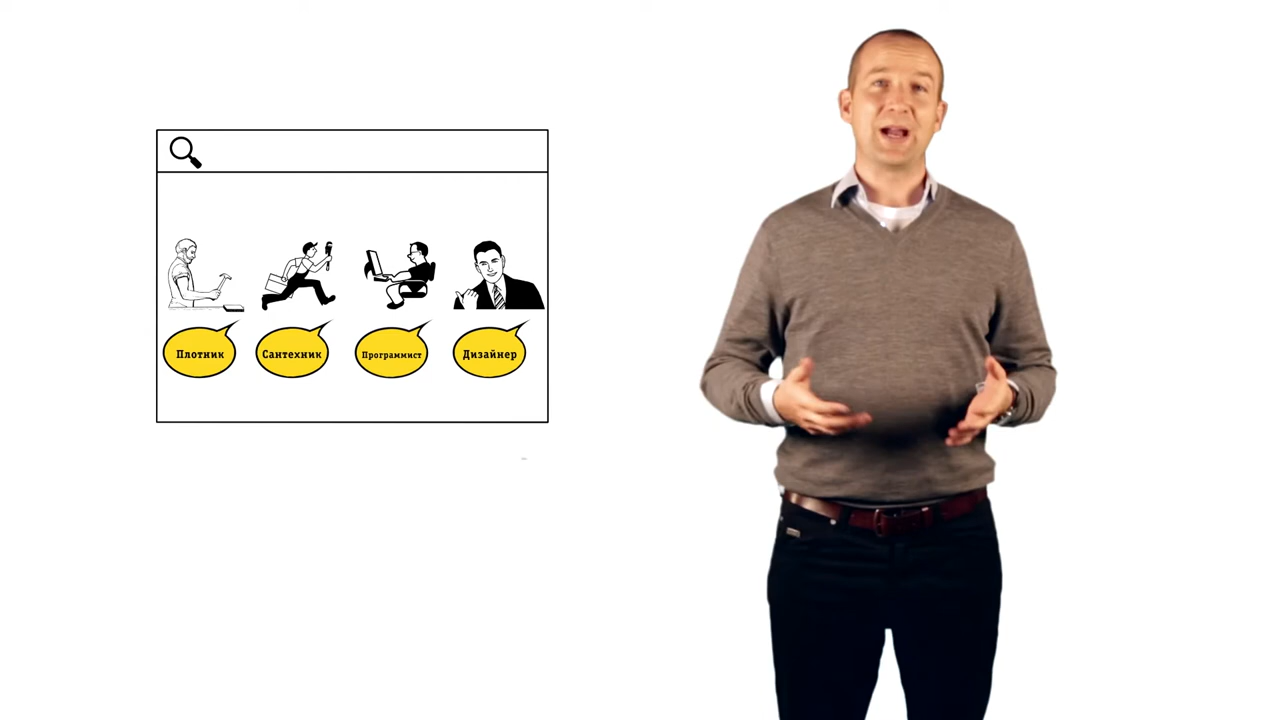 Плотник
Сантехник
Программист
Дизайнер